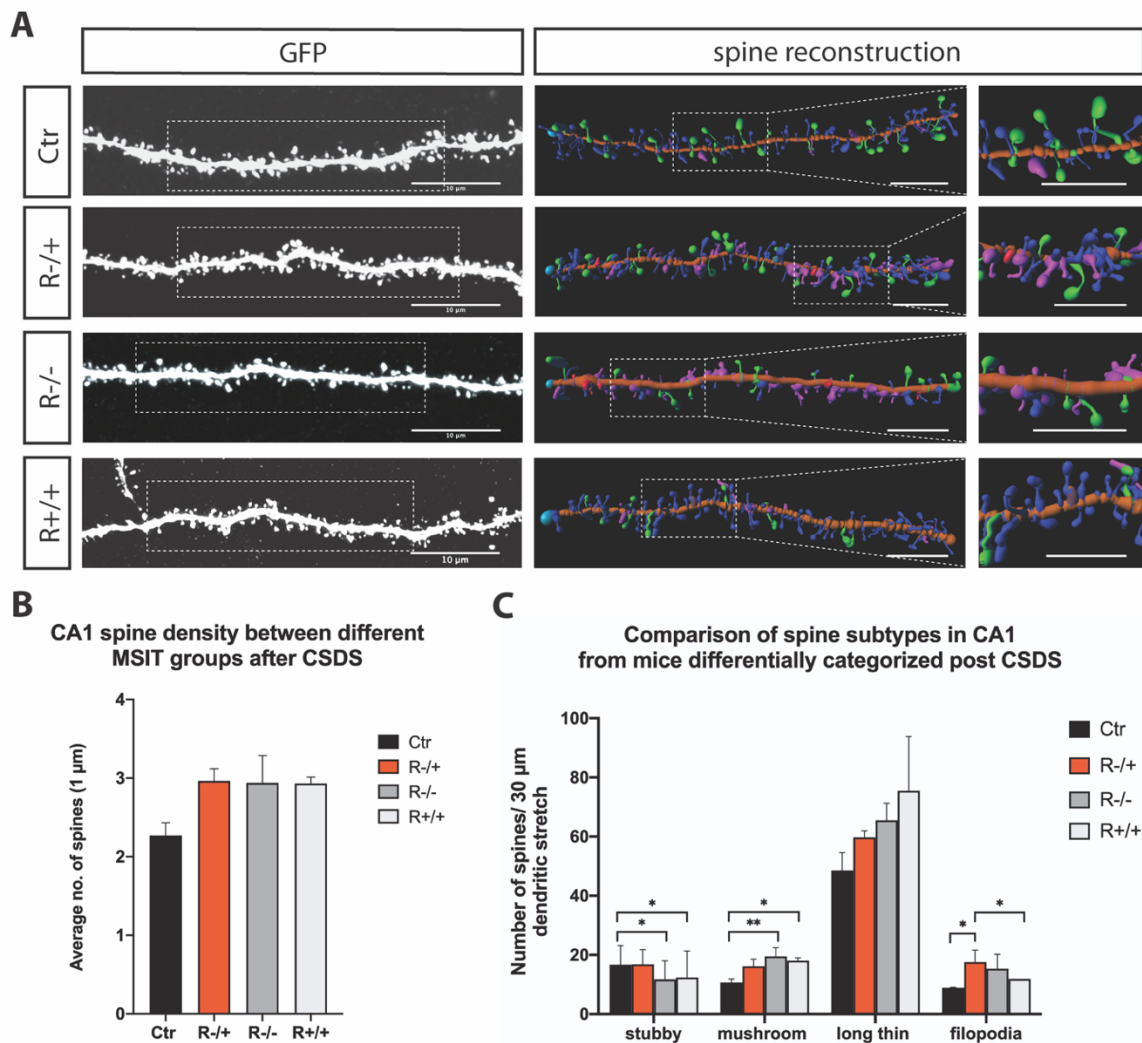 A
GFP
spine reconstruction
Ctr
10 µm
R-/+
10 µm
R-/-
10 µm
R+/+
10 µm
B
CA1 spine density between different
MSIT groups after CSDS
Average no. of spines (1 µm)
4
3
2
1
0
Ctr
R-/+
R-/-
R+/+
Ctr
R-/+
R-/-
R+/+
C
Comparison of spine subtypes in CA1
from mice differentially categorized post CSDS
Number of spines/ 30 µm
dendritic stretch
100
80
60
40
20
0
*
*
*
**
*
*
stubby
mushroom
long thin
filopodia
Ctr
R-/+
R-/-
R+/+